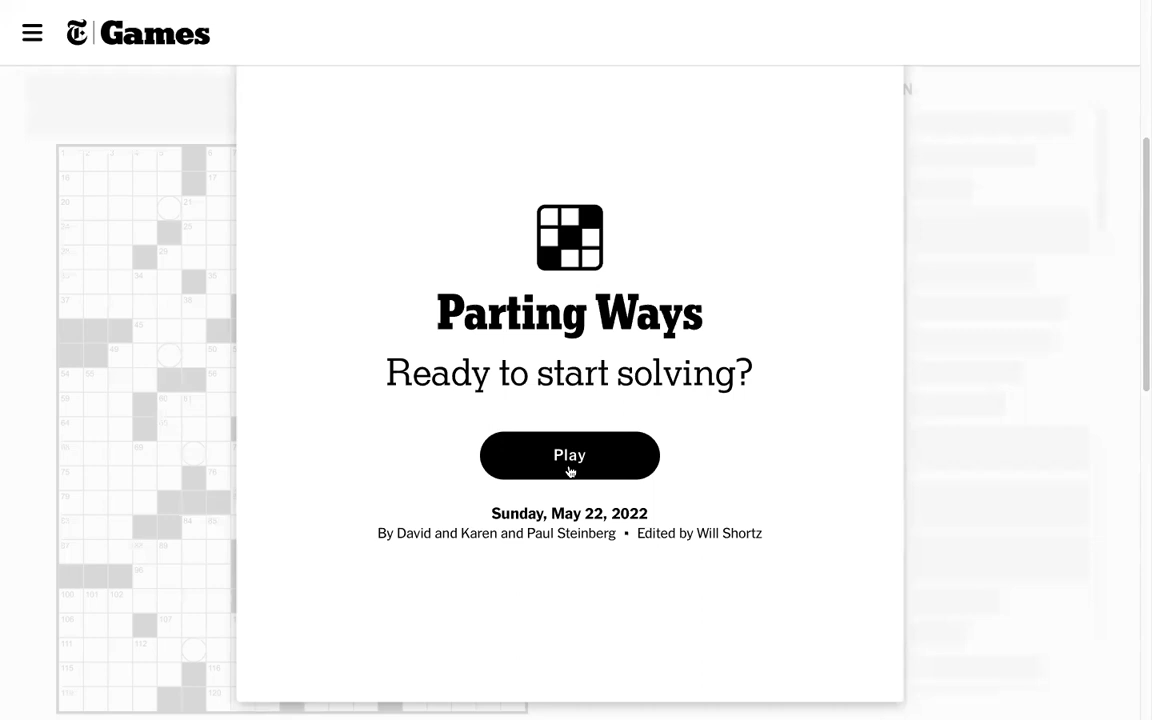 T Games
Parting Ways
Ready to start solving?
Play
Sunday, May 22, 2022
By David and Karen and Paul Steinberg • Edited by Will Shortz